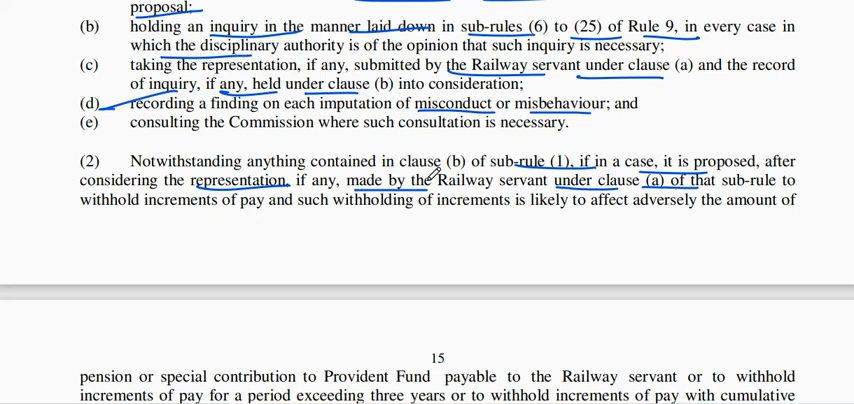 proposal;
(b) holding an inquiry in the manner laid down in sub-rules (6) to (25) of Rule 9, in every case in
which the disciplinary authority is of the opinion that such inquiry is necessary;
(c) taking the representation, if any, submitted by the Railway servant under clause (a) and the record
of inquiry, if any, held under clause (b) into consideration;
(d) recording a finding on each imputation of misconduct or misbehaviour; and
(e) consulting the Commission where such consultation is necessary.
(2) Notwithstanding anything contained in clause (b) of sub-rule (1), if in a case, it is proposed, after
considering the representation, if any, made by the Railway servant under clause (a) of that sub-rule to
withhold increments of pay and such withholding of increments is likely to affect adversely the amount of
15
pension or special contribution to Provident Fund payable to the Railway servant or to withhold
increments of pay for a period exceeding three years or to withhold increments of pay with cumulative